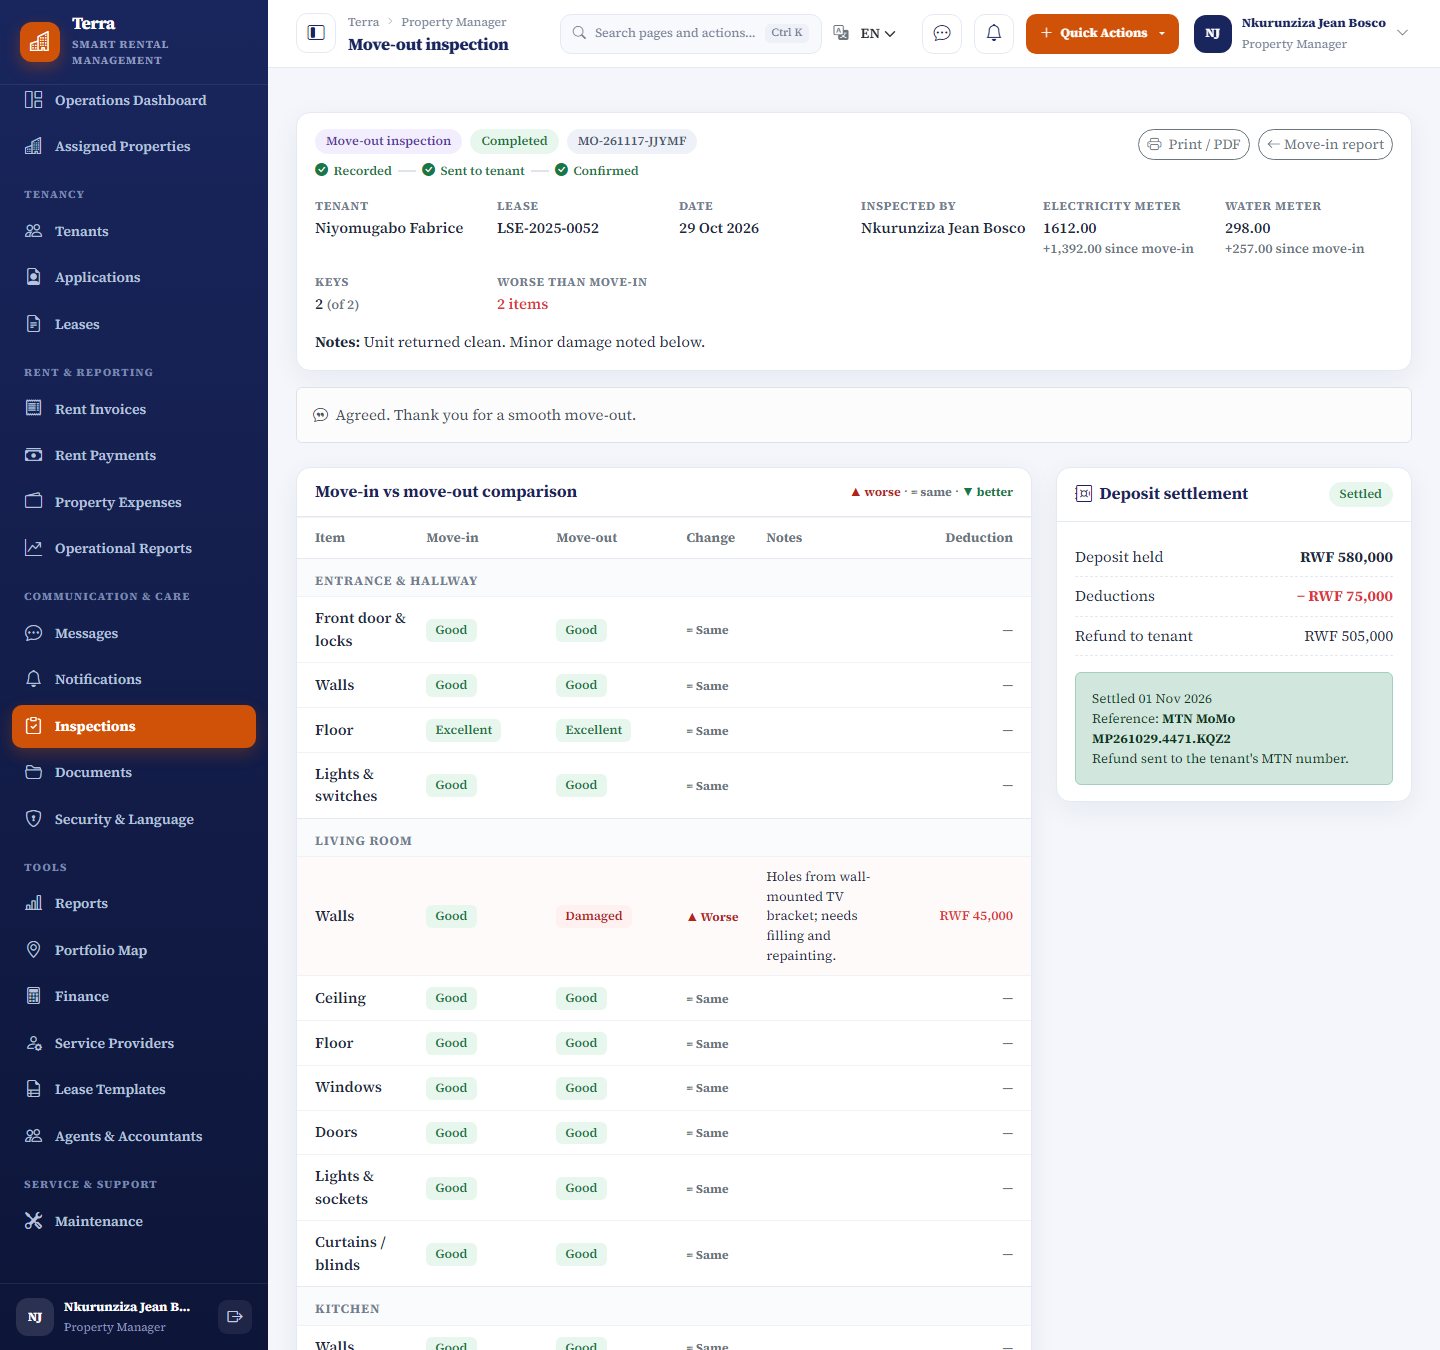 Terra
SMART RENTAL
MANAGEMENT
Operations Dashboard
Assigned Properties
TENANCY
Tenants
Applications
Leases
RENT & REPORTING
Rent Invoices
Rent Payments
Property Expenses
Operational Reports
COMMUNICATION & CARE
Messages
Notifications
Inspections
Documents
Security & Language
TOOLS
Reports
Portfolio Map
Finance
Service Providers
Lease Templates
Agents & Accountants
SERVICE & SUPPORT
Maintenance
NJ
Nkurunziza Jean B...
Property Manager
Terra > Property Manager
Move-out inspection
Search pages and actions... Ctrl K
EN
+ Quick Actions
NJ
Nkurunziza Jean Bosco
Property Manager
Move-out inspection Completed MO-261117-JJYMF
Print / PDF ← Move-in report
Recorded — Sent to tenant — Confirmed
TENANT LEASE DATE INSPECTED BY ELECTRICITY METER WATER METER
Niyomugabo Fabrice LSE-2025-0052 29 Oct 2026 Nkurunziza Jean Bosco 1612.00 298.00
+1,392.00 since move-in +257.00 since move-in
KEYS WORSE THAN MOVE-IN
2 (of 2) 2 items
Notes: Unit returned clean. Minor damage noted below.
Agreed. Thank you for a smooth move-out.
Move-in vs move-out comparison ▲ worse · = same · ▼ better
Item Move-in Move-out Change Notes Deduction
ENTRANCE & HALLWAY
Front door &
locks Good Good = Same —
Walls Good Good = Same —
Floor Excellent Excellent = Same —
Lights &
switches Good Good = Same —
LIVING ROOM
Walls Good Damaged ▲ Worse Holes from wall-
mounted TV
bracket; needs
filling and
repainting. RWF 45,000
Ceiling Good Good = Same —
Floor Good Good = Same —
Windows Good Good = Same —
Doors Good Good = Same —
Lights &
sockets Good Good = Same —
Curtains /
blinds Good Good = Same —
KITCHEN
Walls Good Good
Deposit settlement Settled
Deposit held RWF 580,000
Deductions − RWF 75,000
Refund to tenant RWF 505,000
Settled 01 Nov 2026
Reference: MTN MoMo
MP261029.4471.KQZ2
Refund sent to the tenant's MTN number.